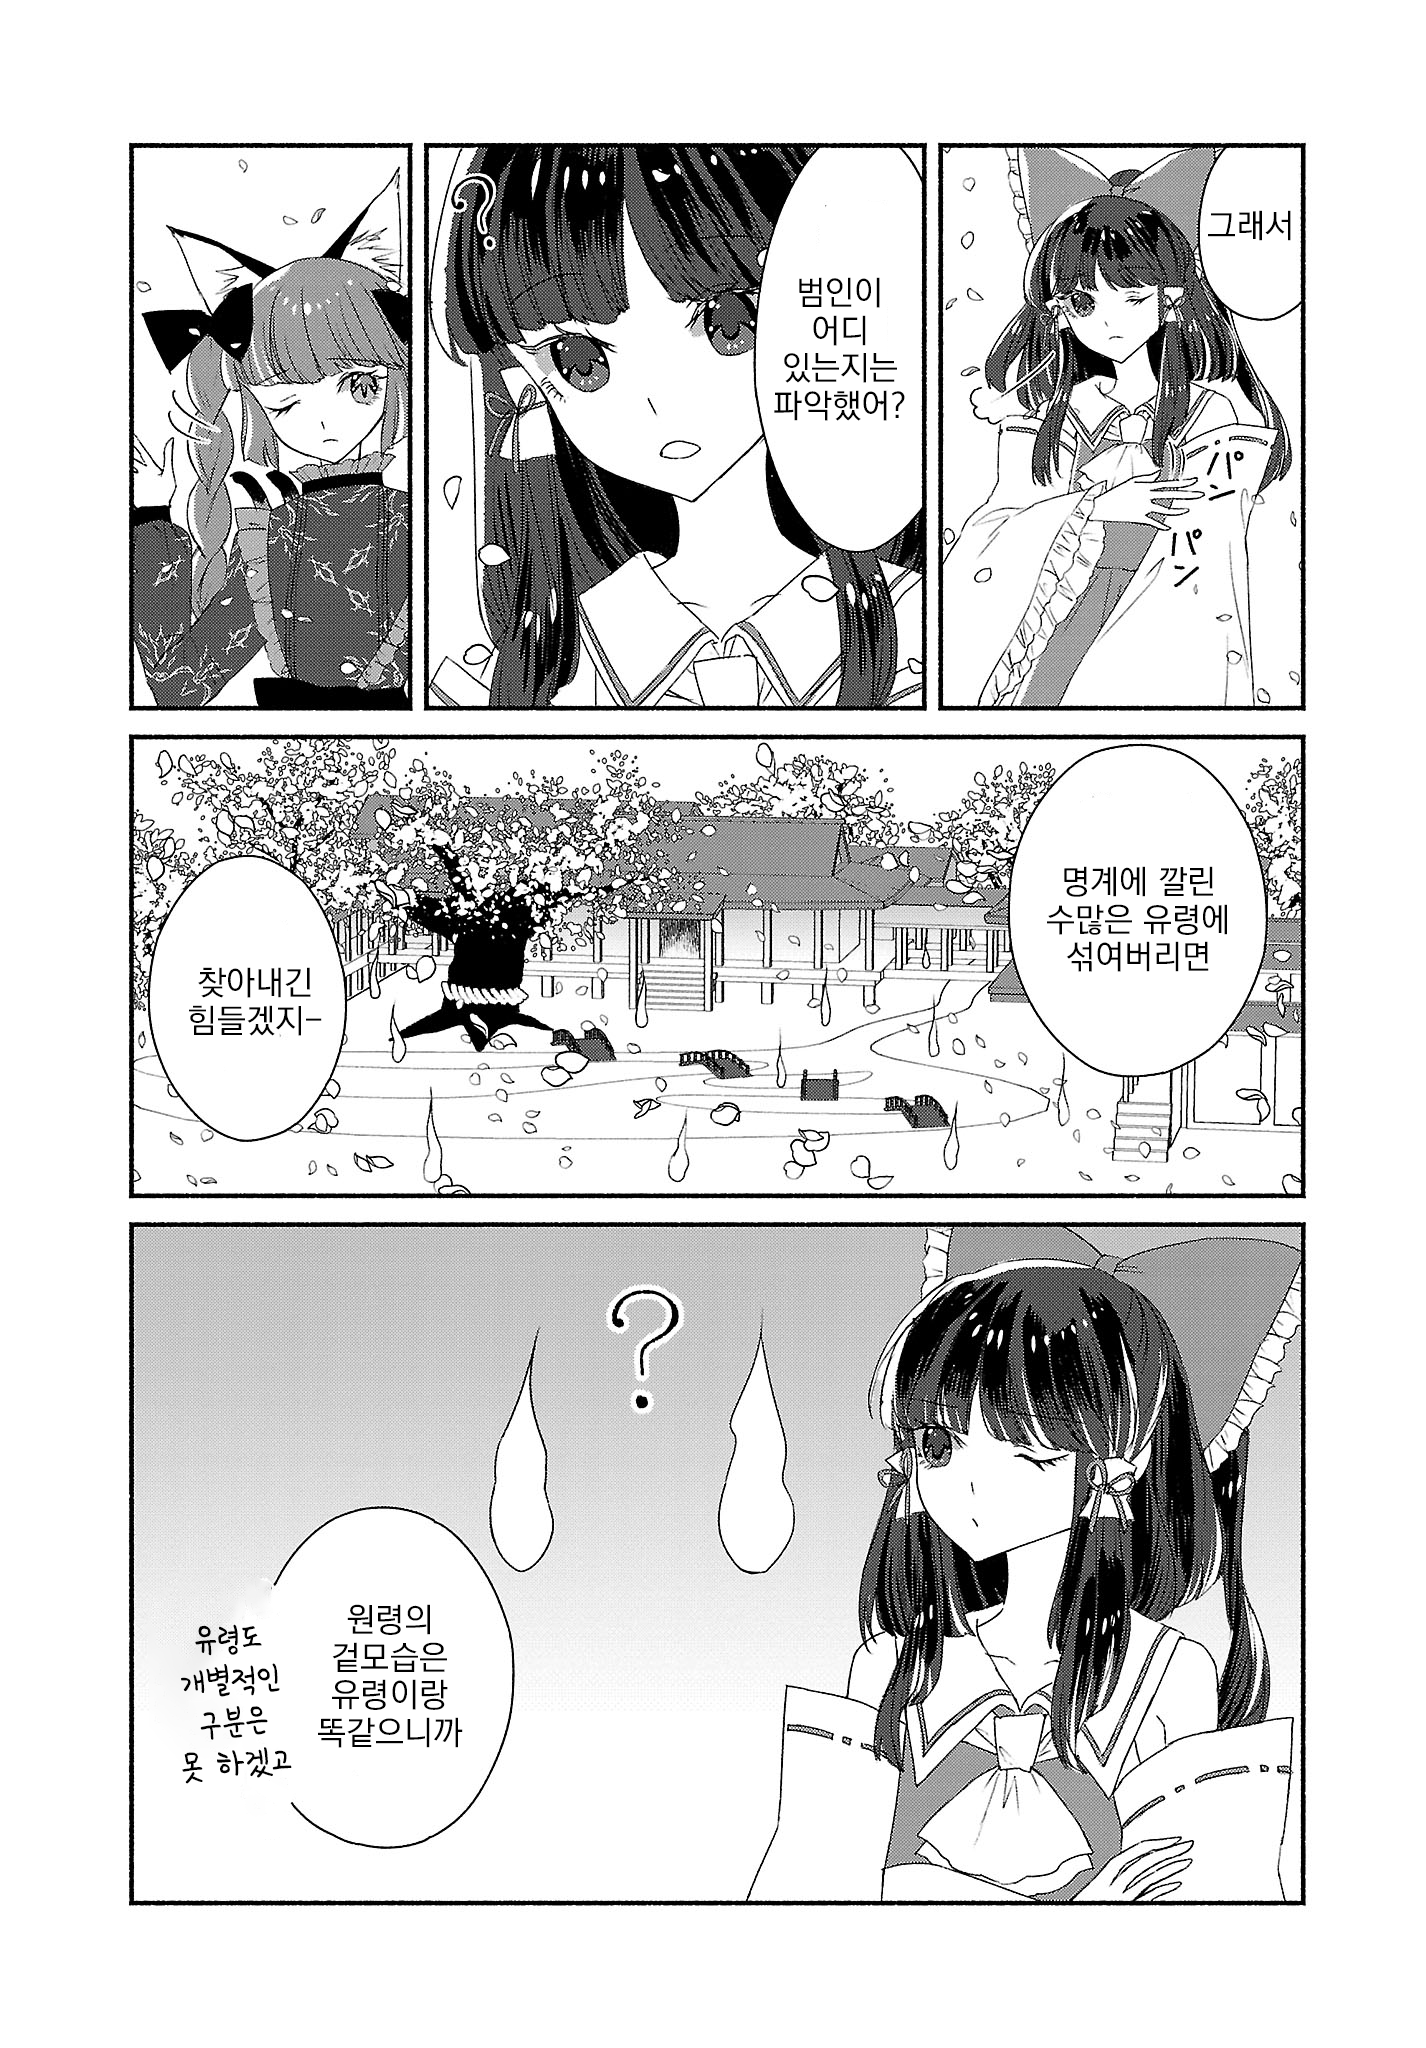 그래서
パン
パン
?
범인이
어디
있는지는
파악했어?
명계에 깔린
수많은 유령에
섞여버리면
찾아내긴
힘들겠지-
?
원령의
겉모습은
유령이랑
똑같으니까
유령도
개별적인
구분은
못 하겠고